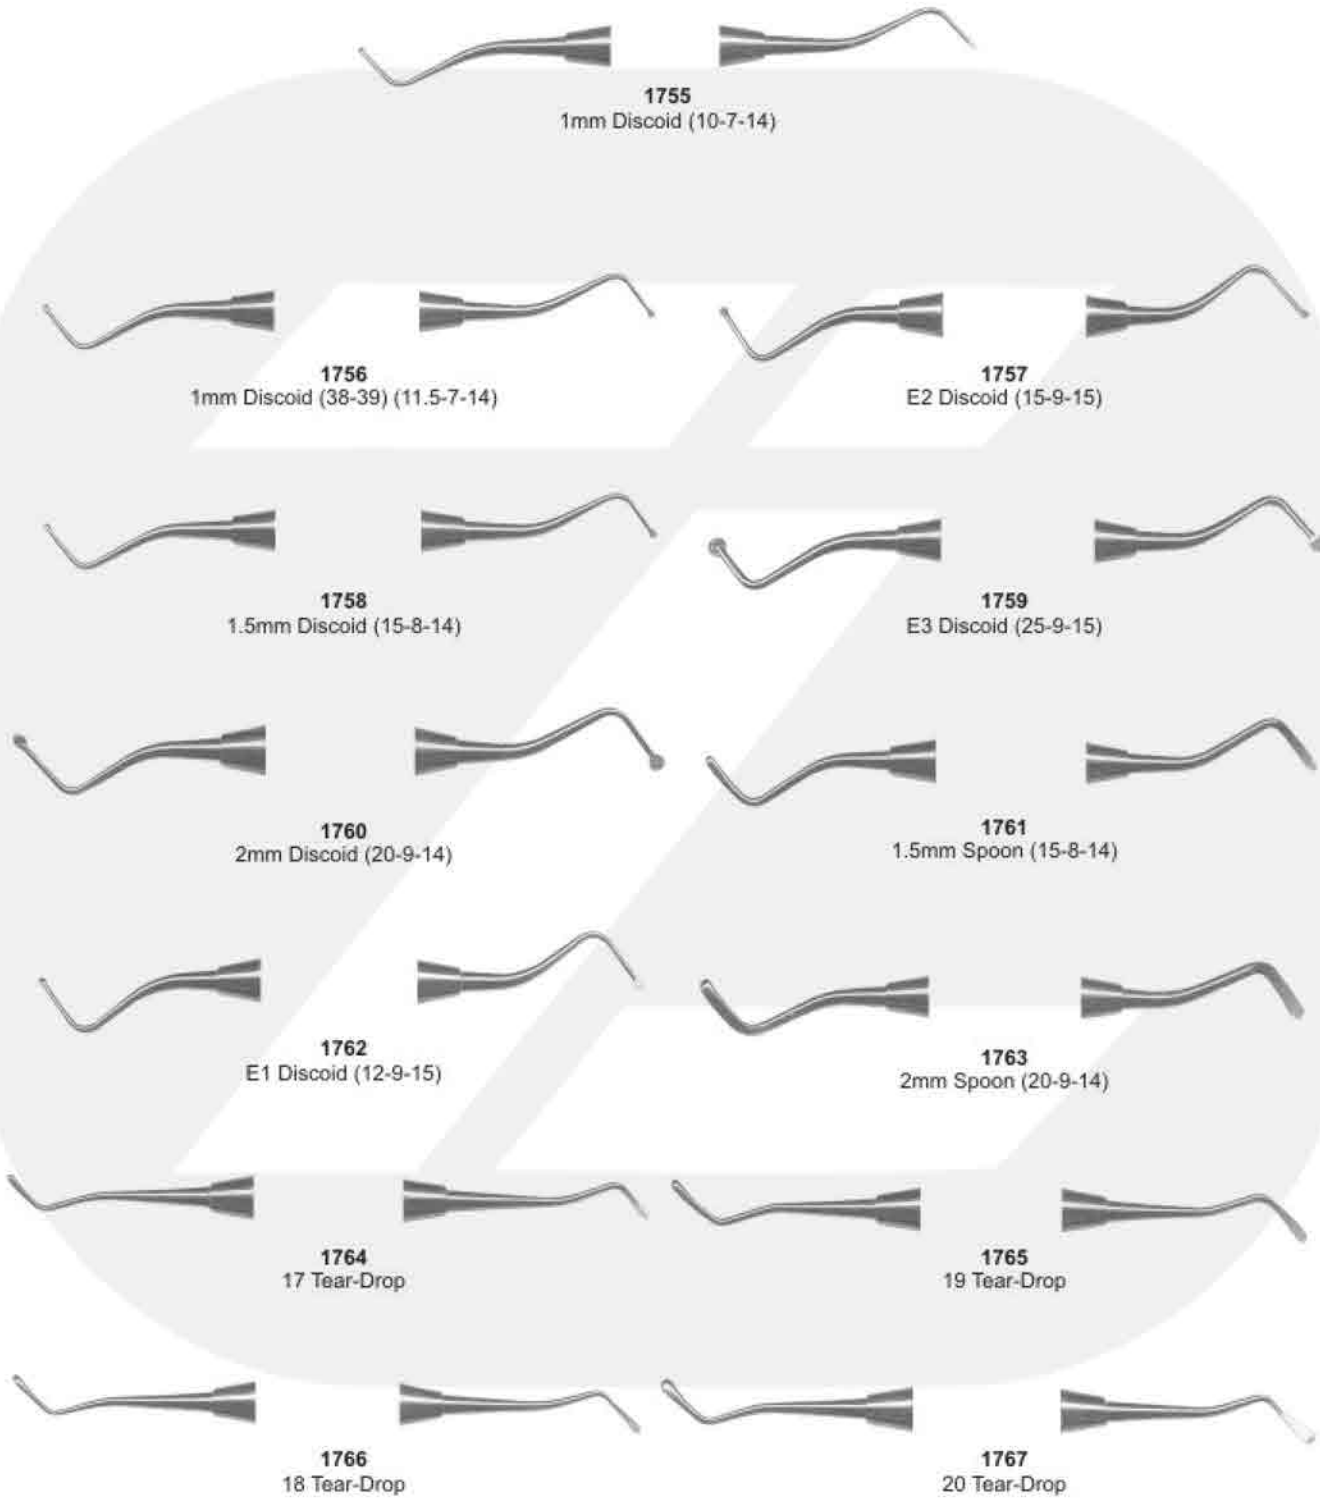 1755
1mm Discoid (10-7-14)
1756
1mm Discoid (38-39) (11.5-7-14)
1757
E2 Discoid (15-9-15)
1758
1.5mm Discoid (15-8-14)
1759
E3 Discoid (25-9-15)
1760
2mm Discoid (20-9-14)
1761
1.5mm Spoon (15-8-14)
1762
E1 Discoid (12-9-15)
1763
2mm Spoon (20-9-14)
1764
17 Tear-Drop
1765
19 Tear-Drop
1766
18 Tear-Drop
1767
20 Tear-Drop